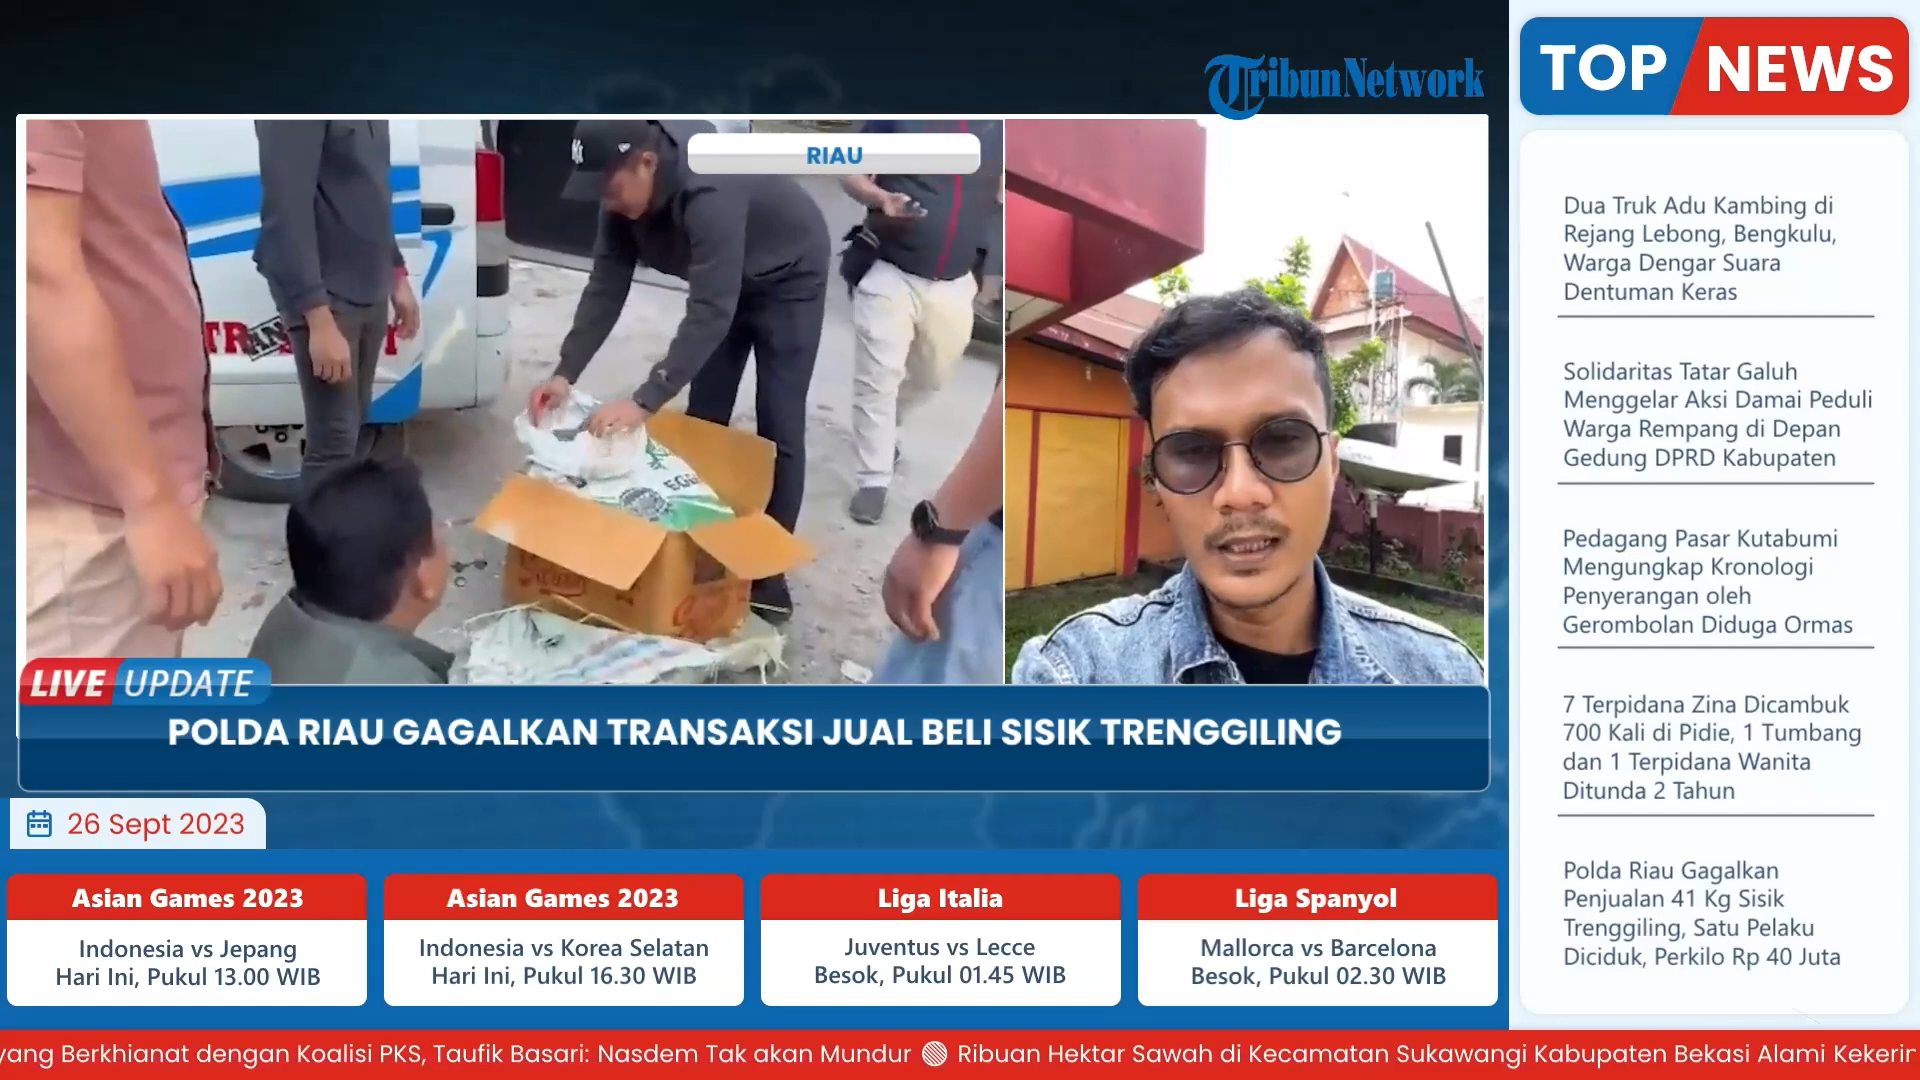 TribunNetwork
TOP NEWS
RIAU
LIVE UPDATE
POLDA RIAU GAGALKAN TRANSAKSI JUAL BELI SISIK TRENGGILING
26 Sept 2023
Asian Games 2023
Indonesia vs Jepang
Hari Ini, Pukul 13.00 WIB
Asian Games 2023
Indonesia vs Korea Selatan
Hari Ini, Pukul 16.30 WIB
Liga Italia
Juventus vs Lecce
Besok, Pukul 01.45 WIB
Liga Spanyol
Mallorca vs Barcelona
Besok, Pukul 02.30 WIB
Dua Truk Adu Kambing di
Rejang Lebong, Bengkulu,
Warga Dengar Suara
Dentuman Keras
Solidaritas Tatar Galuh
Menggelar Aksi Damai Peduli
Warga Rempang di Depan
Gedung DPRD Kabupaten
Pedagang Pasar Kutabumi
Mengungkap Kronologi
Penyerangan oleh
Gerombolan Diduga Ormas
7 Terpidana Zina Dicambuk
700 Kali di Pidie, 1 Tumbang
dan 1 Terpidana Wanita
Ditunda 2 Tahun
Polda Riau Gagalkan
Penjualan 41 Kg Sisik
Trenggiling, Satu Pelaku
Diciduk, Perkilo Rp 40 Juta
yang Berkhianat dengan Koalisi PKS, Taufik Basari: Nasdem Tak akan Mundur Ribuan Hektar Sawah di Kecamatan Sukawangi Kabupaten Bekasi Alami Kekerin